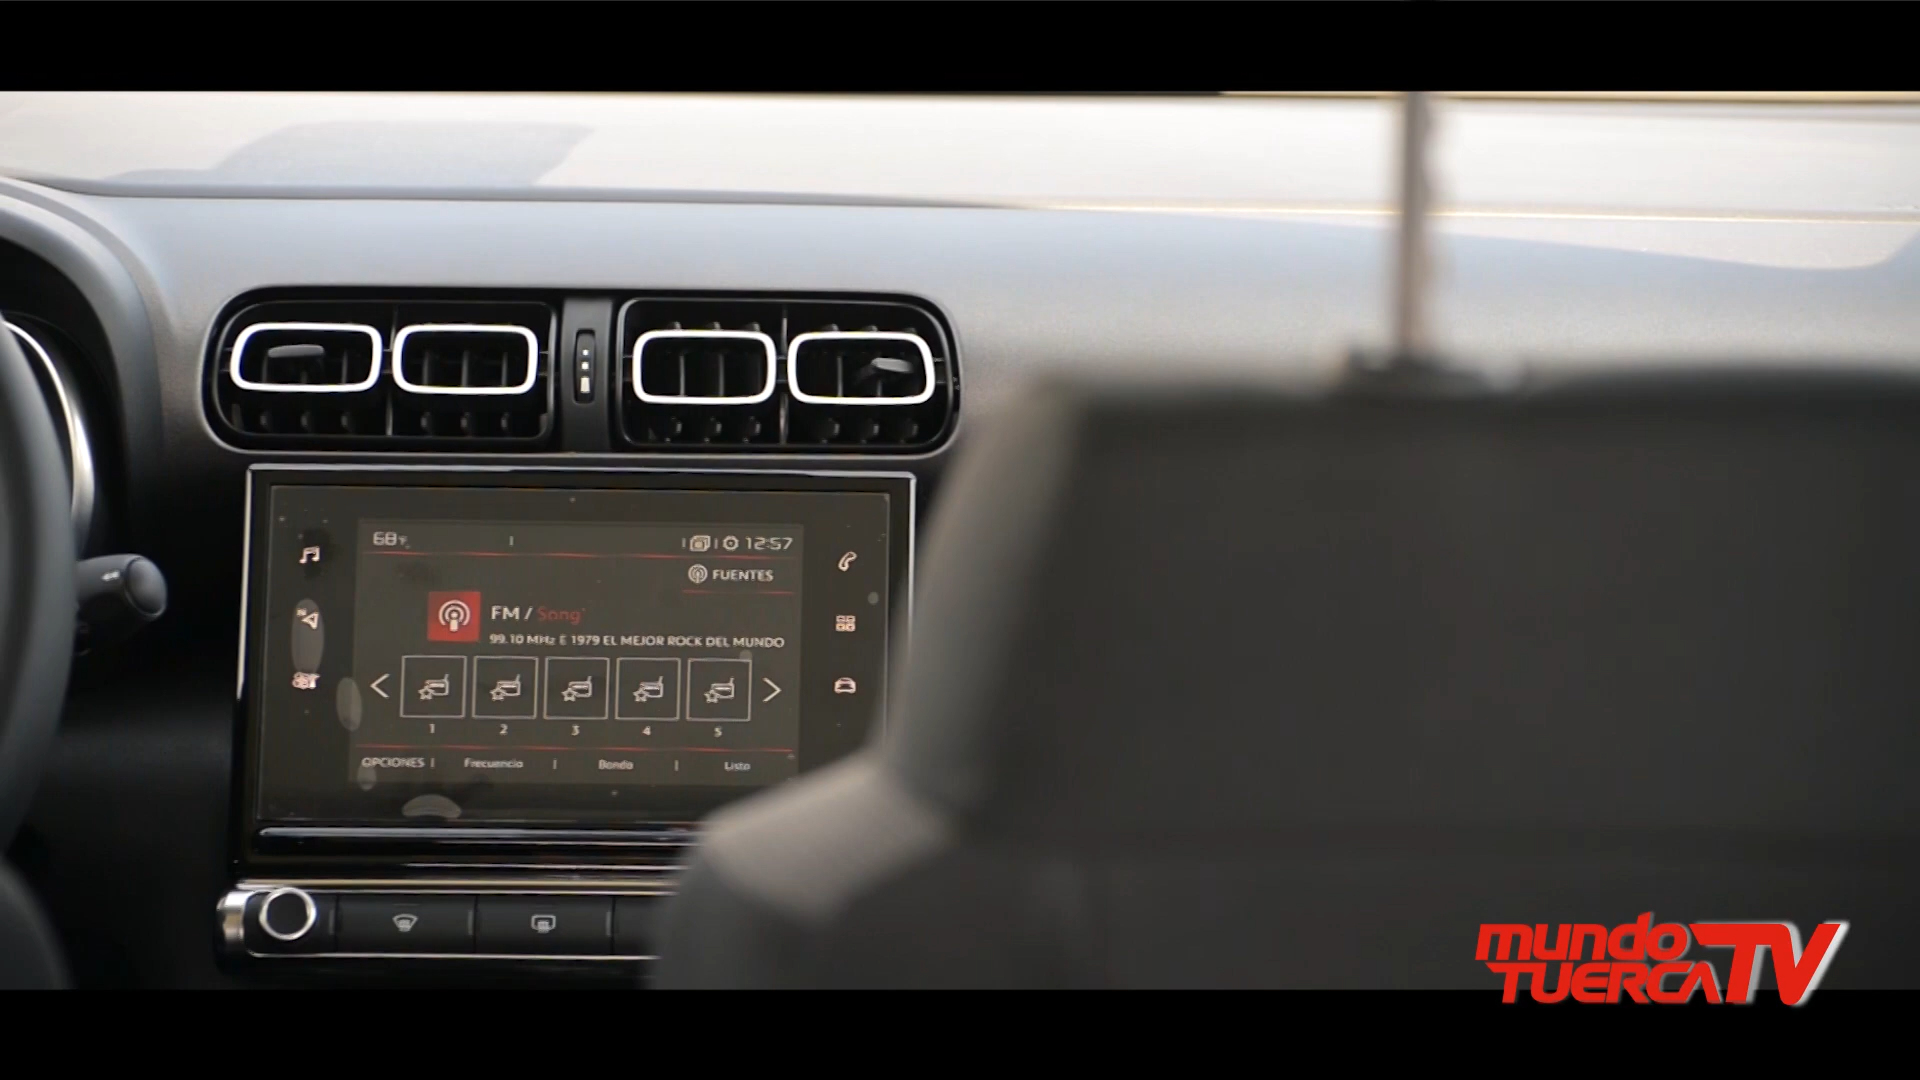 68°F
12:57
FUENTES
FM / Song
99.10 MHz E 1979 EL MEJOR ROCK DEL MUNDO
1 2 3 4 5
OPCIONES | Frecuencia | Banda | Lista
mundo
TUERCA TV